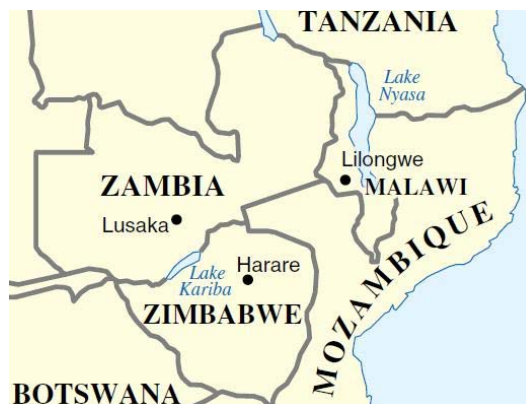 TANZANIA
Lake
Nyasa
Lilongwe
ZAMBIA
MALAWI
Lusaka
MOZAMBIQUE
Harare
Lake
Kariba
ZIMBABWE
BOTSWANA